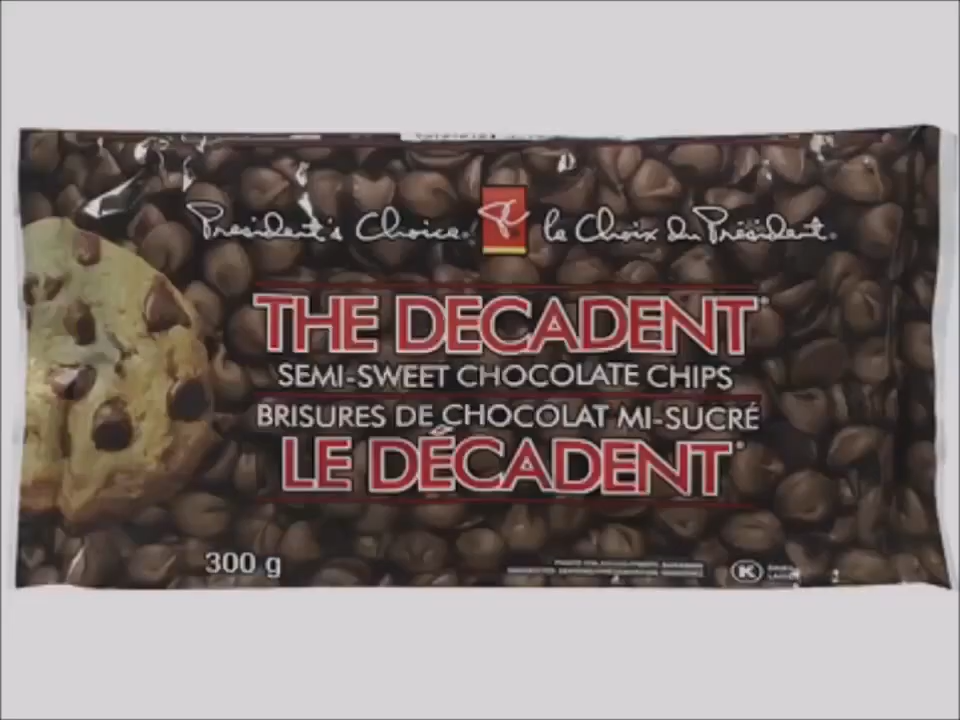 President's Choice® le Choix du Président®
THE DECADENT
SEMI-SWEET CHOCOLATE CHIPS
BRISURES DE CHOCOLAT MI-SUCRÉ
LE DÉCADENT
300 g
K